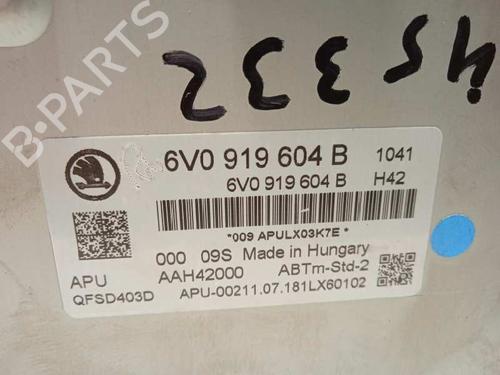 B-PARTS
4S332
6V0 919 604 B 1041
6V0 919 604 B H42
*009 APULX03K7E *
000 09S Made in Hungary
APU AAH42000 ABTm-Std-2
QFSD403D APU-00211.07.181LX60102